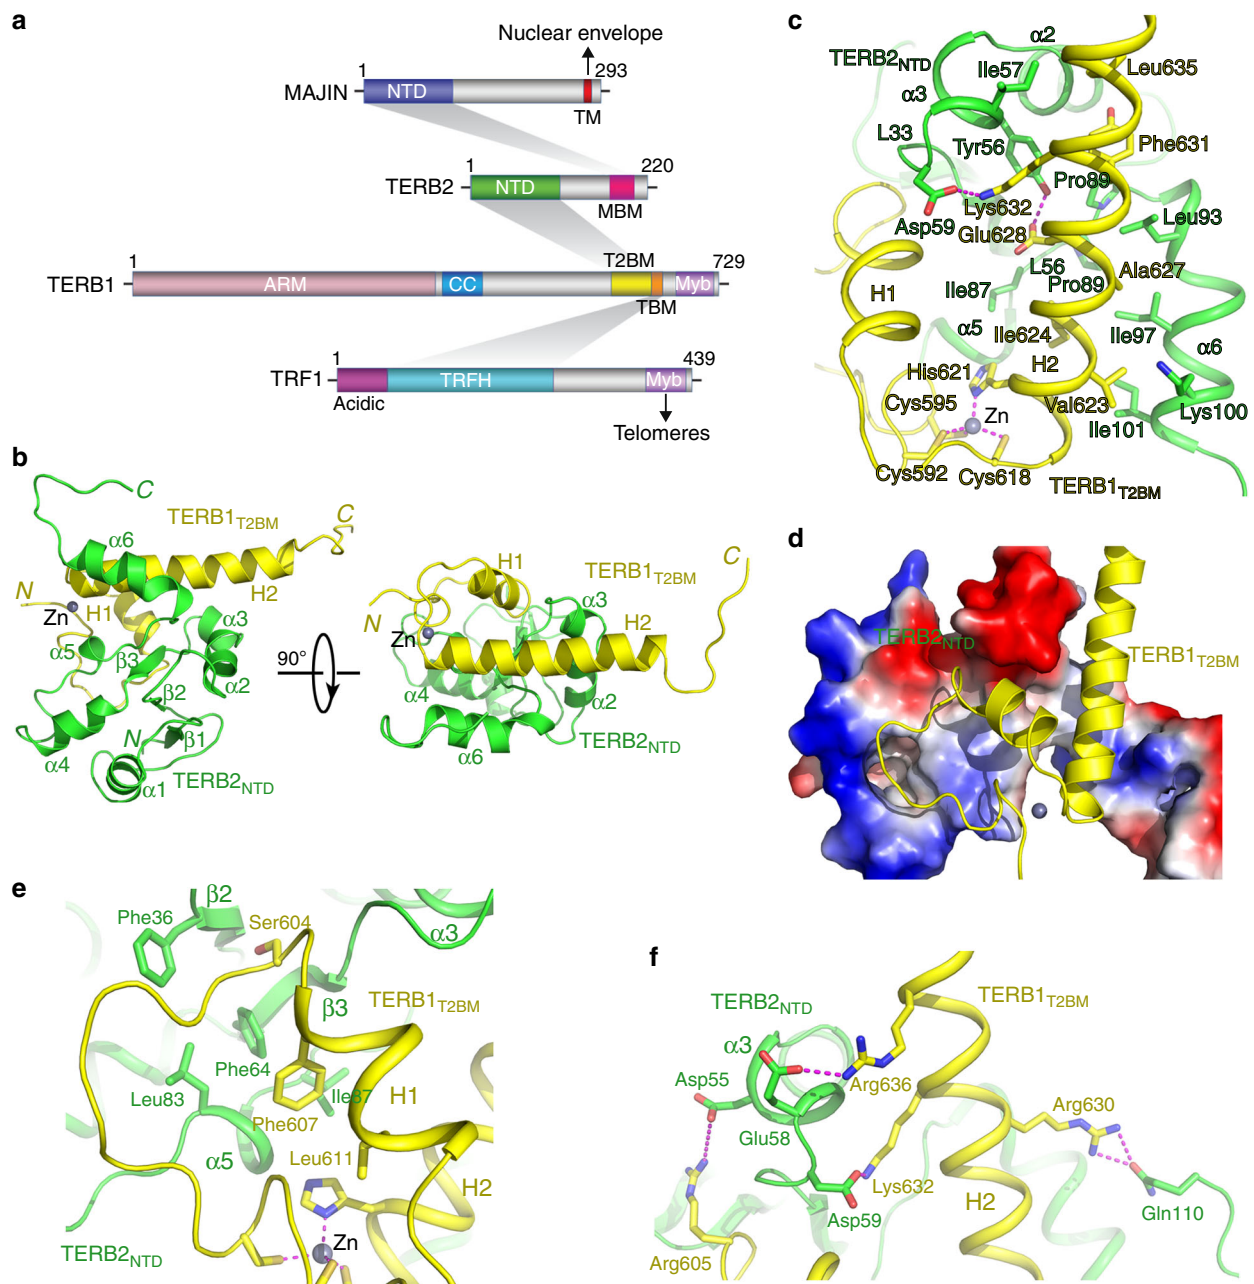 a
Nuclear envelope
1
293
MAJIN
NTD
TM
1
220
TERB2
NTD
MBM
1
T2BM
729
TERB1
ARM
CC
Myb
TBM
1
439
TRF1
TRFH
Myb
Acidic
Telomeres
b
C
TERB1T2BM
C
α6
N
H2
Zn
H1
α3
α5
β3
α2
β2
N
β1
α4
α1
TERB2NTD
90°
H1
TERB1T2BM
C
α3
N
H2
Zn
α4
α2
α6
TERB2NTD
c
α2
TERB2NTD
Ile57
Leu635
α3
L33
Tyr56
Phe631
Pro89
Lys632
Leu93
Asp59
Glu628
L56
Ala627
Pro89
Ile87
H1
α5
Ile624
Ile97
α6
His621
H2
Cys595
Val623
Lys100
Zn
Ile101
Cys592
Cys618
TERB1T2BM
d
TERB2NTD
TERB1T2BM
e
β2
Phe36
Ser604
α3
TERB1T2BM
β3
Phe64
Leu83
Ile87
H1
Phe607
α5
Leu611
H2
Zn
TERB2NTD
f
TERB2NTD
TERB1T2BM
α3
Asp55
Arg636
Arg630
Glu58
Lys632
H2
Asp59
Gln110
Arg605